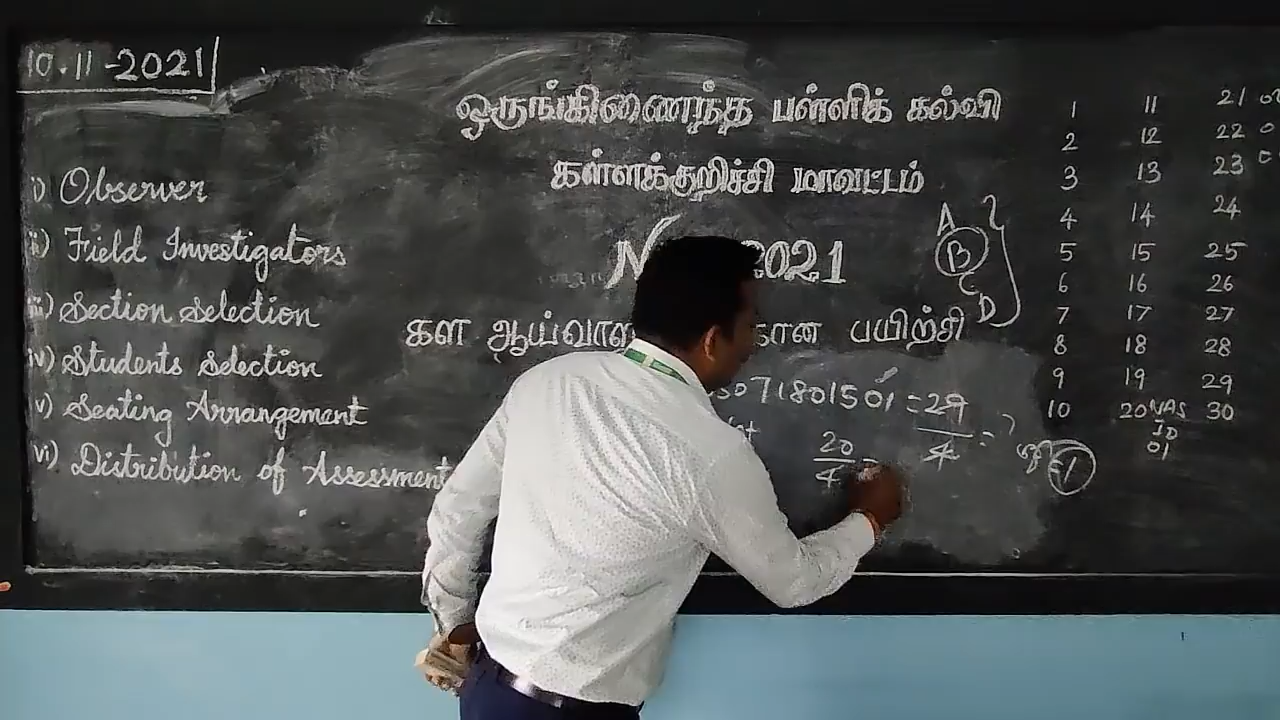 10.11-2021
ஒருங்கிணைந்த பள்ளிக் கல்வி
கள்ளக்குறிச்சி மாவட்டம்
2021
கள
பயிற்சி
i) Observer
ii) Field Investigators
iii) Section Selection
iv) Students Selection
v) Seating Arrangement
vi) Distribution of Assessment
A
B
C
D
071801501 = 29
4 = ?
20
4 =
1
1 11 21
2 12 22
3 13 23
4 14 24
5 15 25
6 16 26
7 17 27
8 18 28
9 19 29
10 20 NAS 30
ID
01